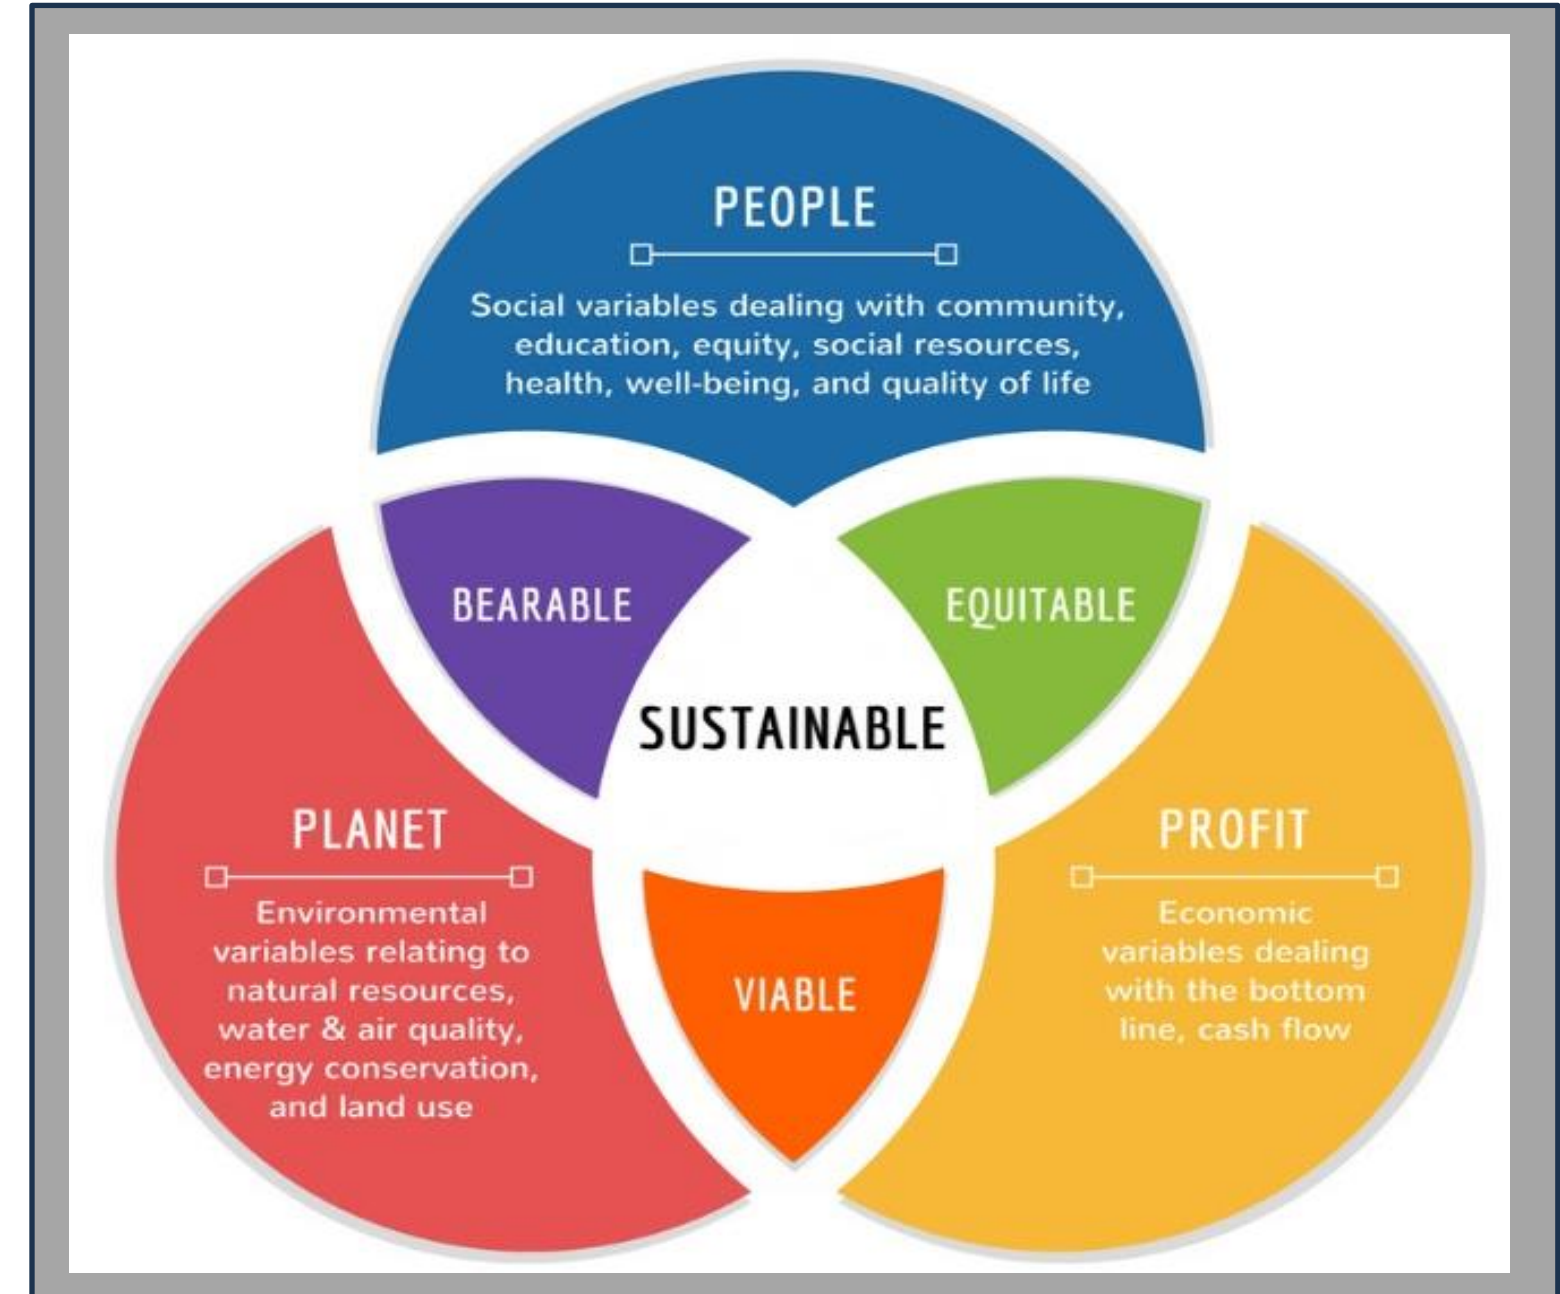 PEOPLE
Social variables dealing with community,
education, equity, social resources,
health, well-being, and quality of life
BEARABLE
EQUITABLE
SUSTAINABLE
PLANET
Environmental
variables relating to
natural resources,
water & air quality,
energy conservation,
and land use
PROFIT
Economic
variables dealing
with the bottom
line, cash flow
VIABLE